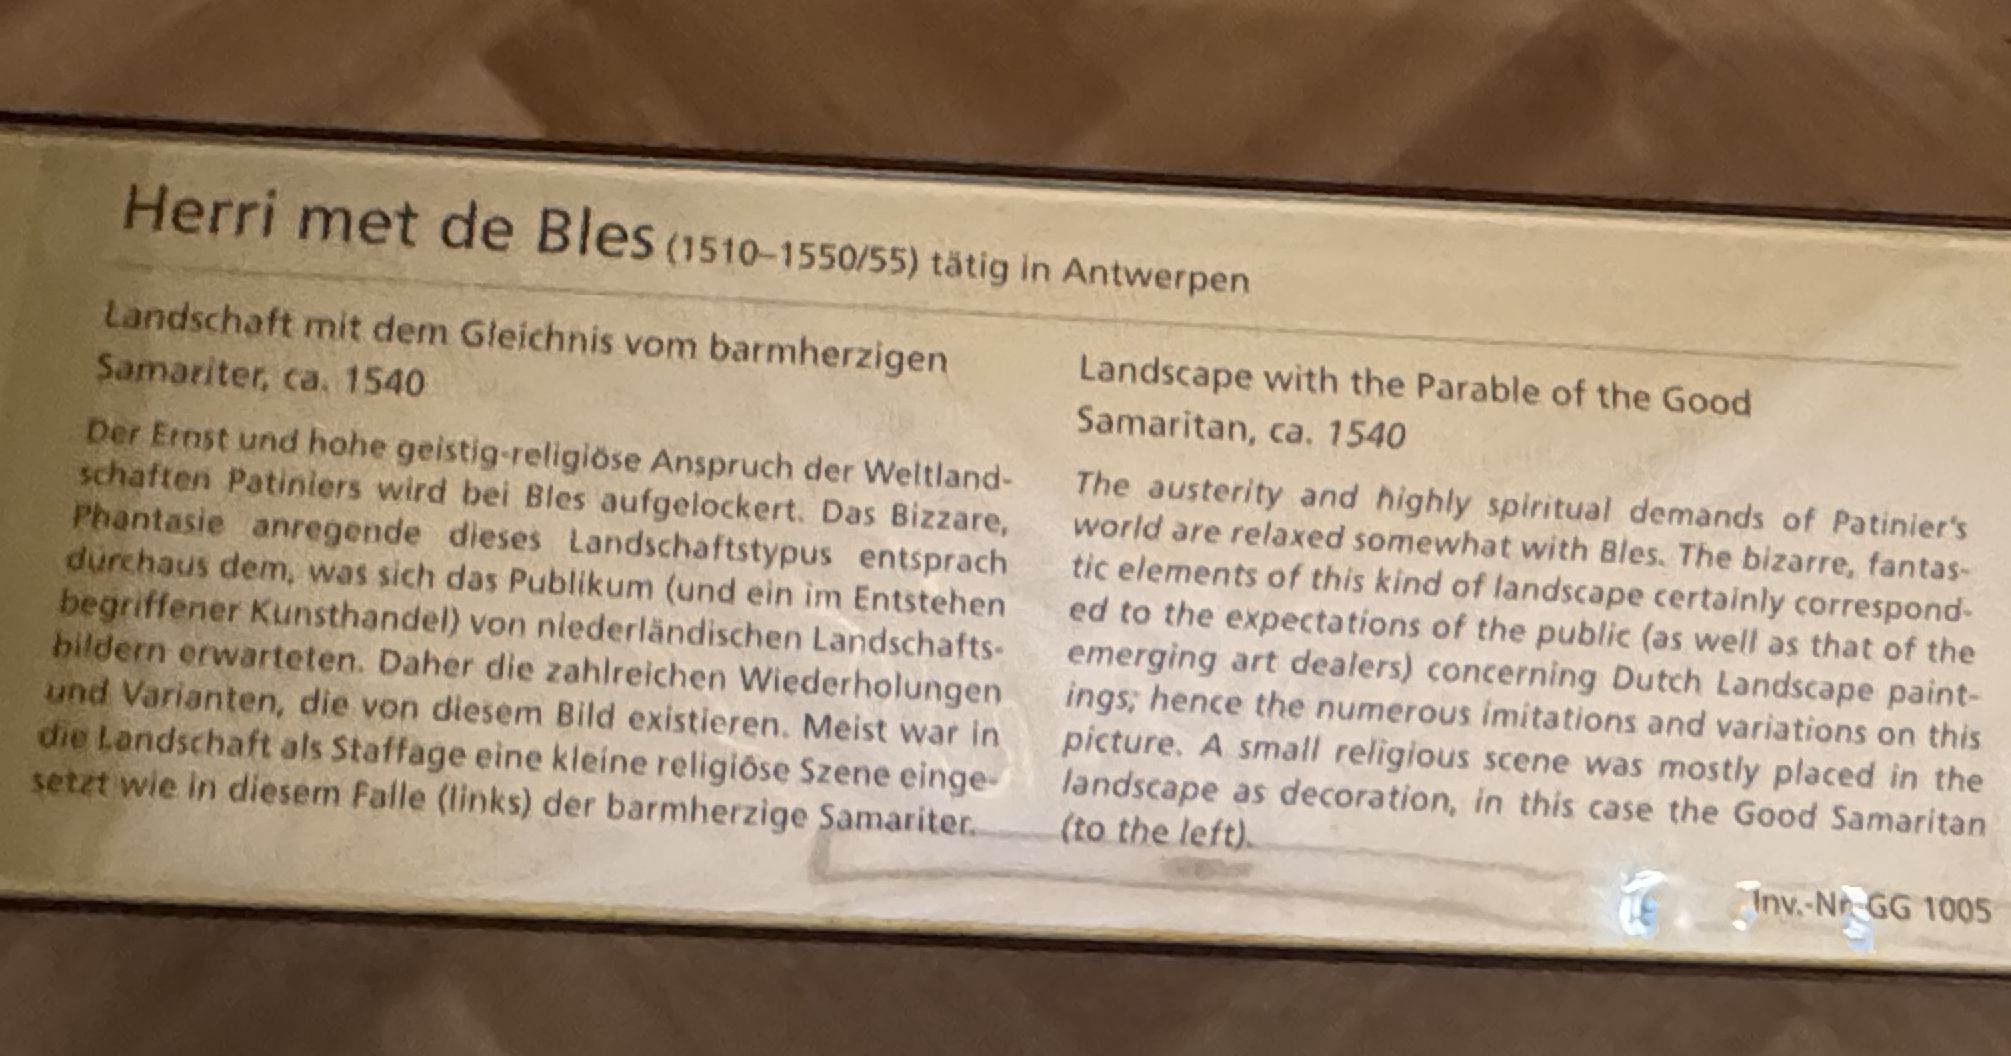 Herri met de Bles (1510–1550/55) tätig in Antwerpen
Landschaft mit dem Gleichnis vom barmherzigen
Samariter, ca. 1540
Der Ernst und hohe geistig-religiöse Anspruch der Weltland-
schaften Patiniers wird bei Bles aufgelockert. Das Bizzare,
Phantasie anregende dieses Landschaftstypus entsprach
durchaus dem, was sich das Publikum (und ein im Entstehen
begriffener Kunsthandel) von niederländischen Landschafts-
bildern erwarteten. Daher die zahlreichen Wiederholungen
und Varianten, die von diesem Bild existieren. Meist war in
die Landschaft als Staffage eine kleine religiöse Szene einge-
setzt wie in diesem Falle (links) der barmherzige Samariter.
Landscape with the Parable of the Good
Samaritan, ca. 1540
The austerity and highly spiritual demands of Patinier's
world are relaxed somewhat with Bles. The bizarre, fantas-
tic elements of this kind of landscape certainly correspond-
ed to the expectations of the public (as well as that of the
emerging art dealers) concerning Dutch Landscape paint-
ings; hence the numerous imitations and variations on this
picture. A small religious scene was mostly placed in the
landscape as decoration, in this case the Good Samaritan
(to the left).
Inv.-Nr. GG 1005